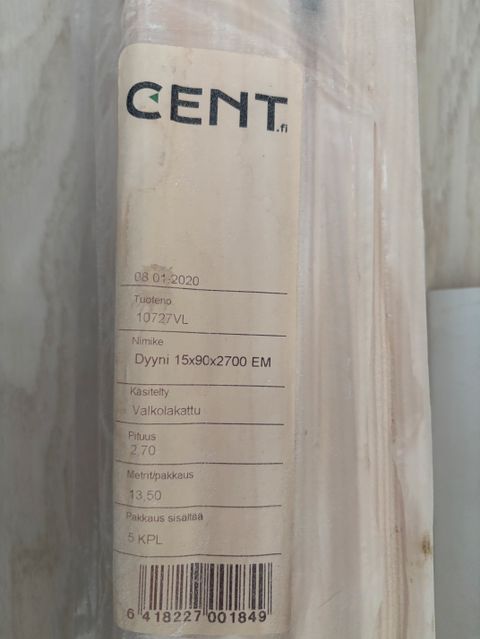 CENT.fi
08 01.2020
Tuoteno
10727VL
Nimike
Dyyni 15x90x2700 EM
Käsitelty
Valkolakattu
Pituus
2,70
Metrit/pakkaus
13,50
Pakkaus sisältää
5 KPL
6 418227 001849